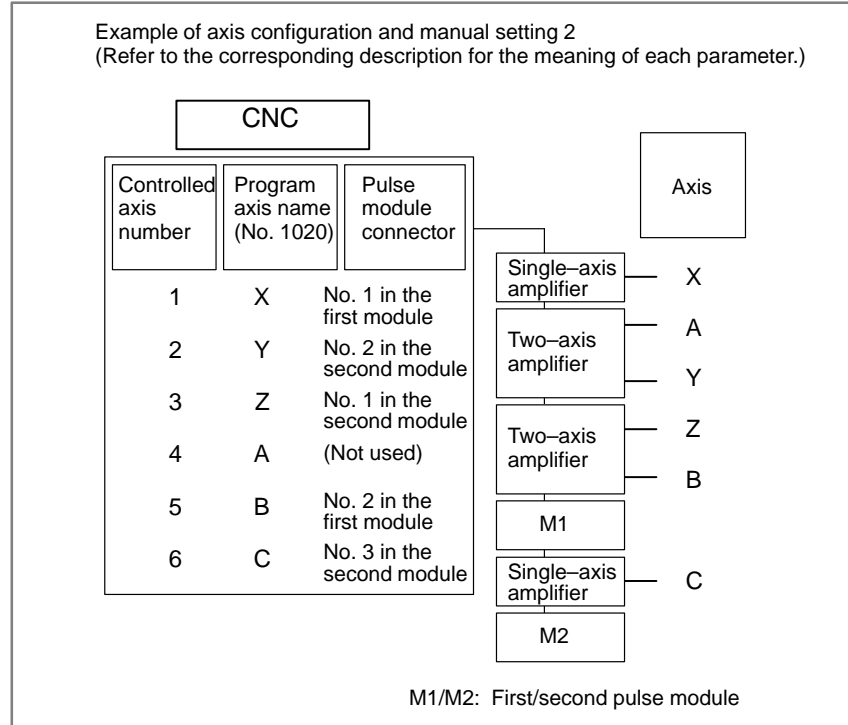 Example of axis configuration and manual setting 2
(Refer to the corresponding description for the meaning of each parameter.)
CNC
Controlled
axis
number
Program
axis name
(No. 1020)
Pulse
module
connector
1 X No. 1 in the
first module
2 Y No. 2 in the
second module
3 Z No. 1 in the
second module
4 A (Not used)
5 B No. 2 in the
first module
6 C No. 3 in the
second module
Axis
Single–axis
amplifier
X
Two–axis
amplifier
A
Y
Two–axis
amplifier
Z
B
M1
Single–axis
amplifier
C
M2
M1/M2: First/second pulse module